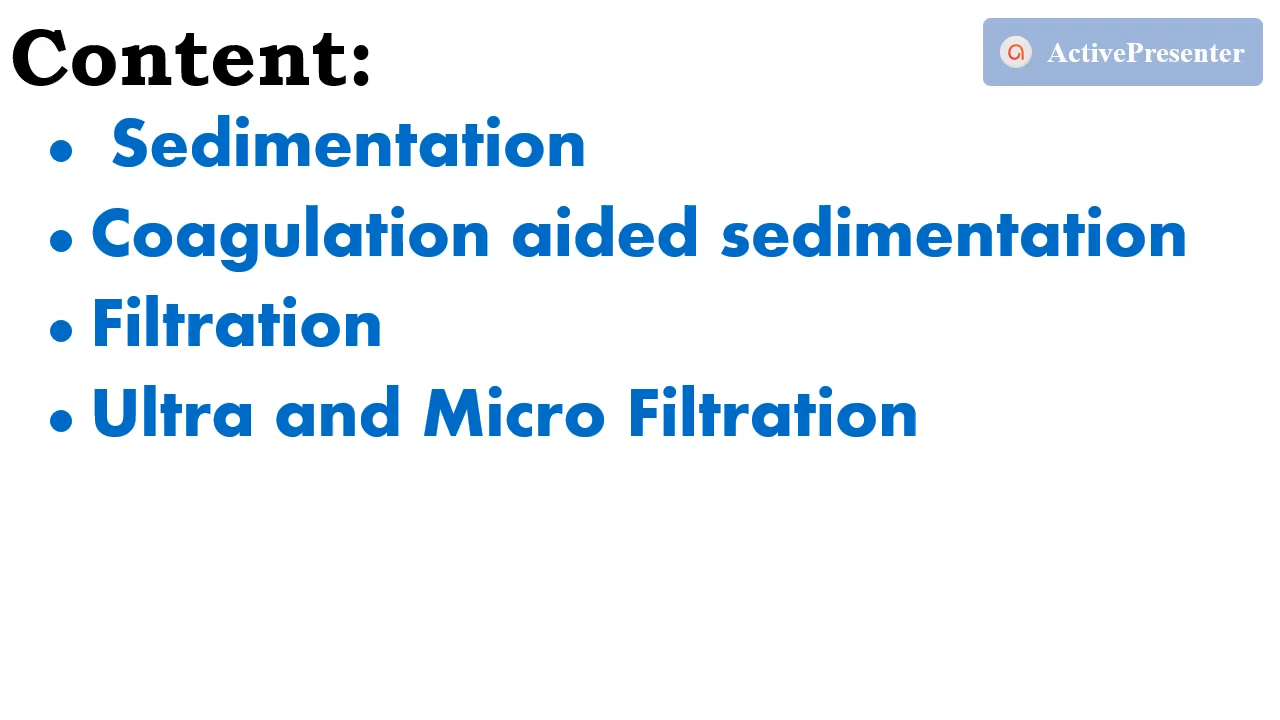 Content:
ActivePresenter
• Sedimentation
• Coagulation aided sedimentation
• Filtration
• Ultra and Micro Filtration